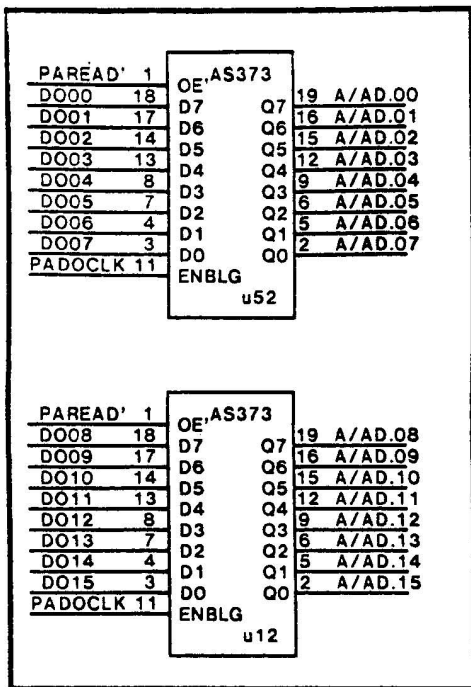 PAREAD' 1 OE' AS373
DO00 18 D7 Q7 19 A/AD.00
DO01 17 D6 Q6 16 A/AD.01
DO02 14 D5 Q5 15 A/AD.02
DO03 13 D4 Q4 12 A/AD.03
DO04 8 D3 Q3 9 A/AD.04
DO05 7 D2 Q2 6 A/AD.05
DO06 4 D1 Q1 5 A/AD.06
DO07 3 D0 Q0 2 A/AD.07
PADOCLK 11 ENBLG
u52
PAREAD' 1 OE' AS373
DO08 18 D7 Q7 19 A/AD.08
DO09 17 D6 Q6 16 A/AD.09
DO10 14 D5 Q5 15 A/AD.10
DO11 13 D4 Q4 12 A/AD.11
DO12 8 D3 Q3 9 A/AD.12
DO13 7 D2 Q2 6 A/AD.13
DO14 4 D1 Q1 5 A/AD.14
DO15 3 D0 Q0 2 A/AD.15
PADOCLK 11 ENBLG
u12